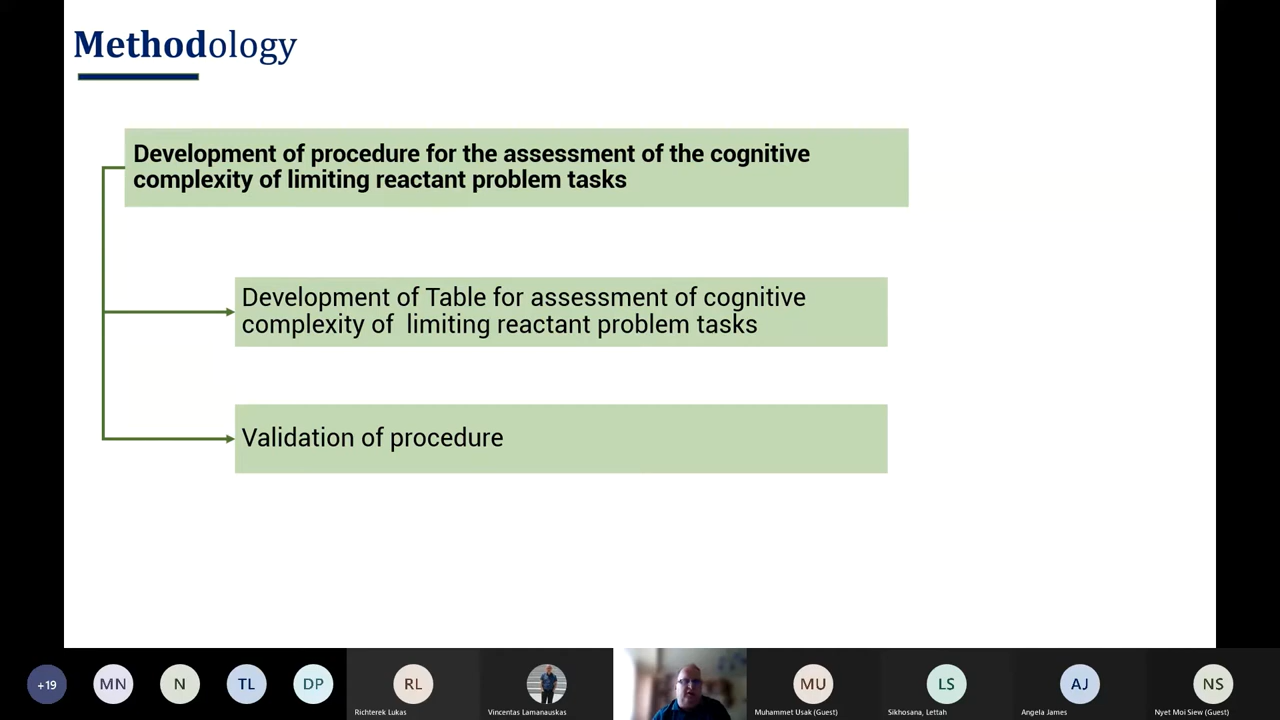 Methodology
Development of procedure for the assessment of the cognitive
complexity of limiting reactant problem tasks
Development of Table for assessment of cognitive
complexity of limiting reactant problem tasks
Validation of procedure
+19
MN
N
TL
DP
RL
MU
LS
AJ
NS
Richterek Lukas
Vincentas Lamanauskas
Muhammet Usak (Guest)
Sikhosana, Lettah
Angela James
Nyet Moi Siew (Guest)